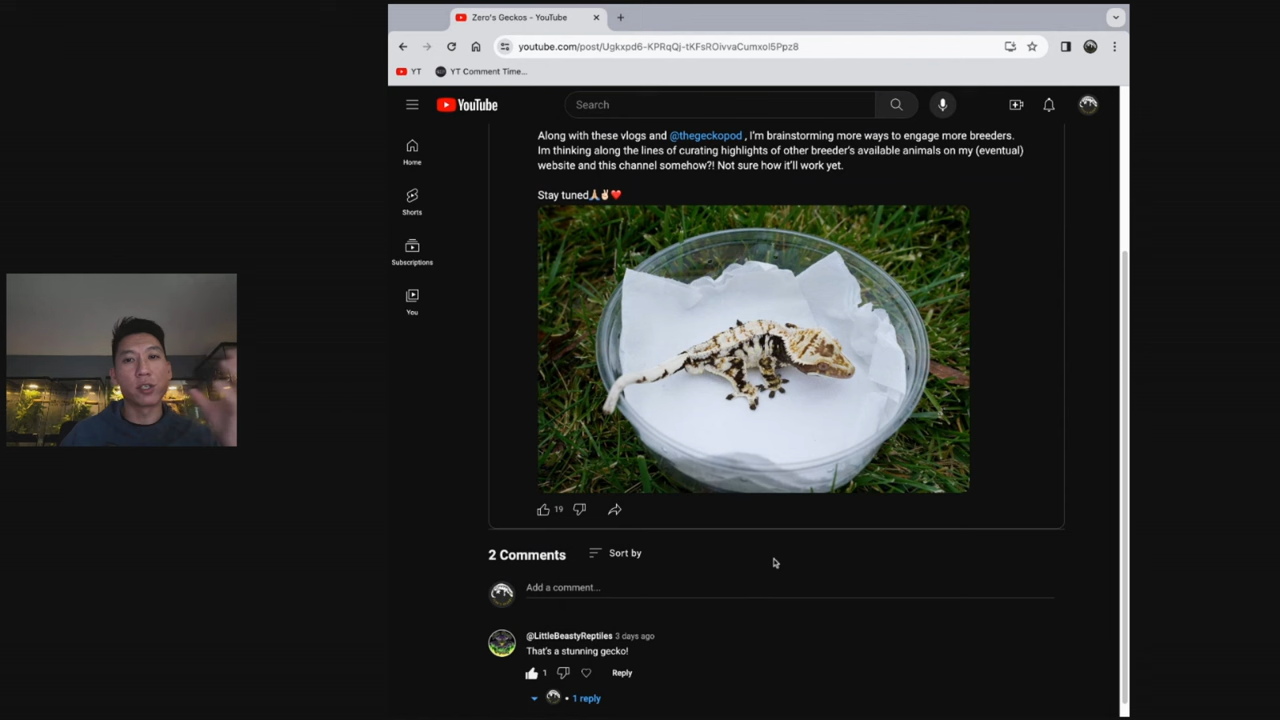 Zero's Geckos - YouTube
youtube.com/post/Ugkxpd6-KPRqQj-tKFsROivvaCumxol5Ppz8
YT
YT Comment Time...
YouTube
Search
Home
Shorts
Subscriptions
You
Along with these vlogs and @thegeckopod , I'm brainstorming more ways to engage more breeders.
Im thinking along the lines of curating highlights of other breeder's available animals on my (eventual)
website and this channel somehow?! Not sure how it'll work yet.
Stay tuned🙏🏼✌🏼❤️
19
2 Comments
Sort by
Add a comment...
@LittleBeastyReptiles 3 days ago
That's a stunning gecko!
1
Reply
• 1 reply